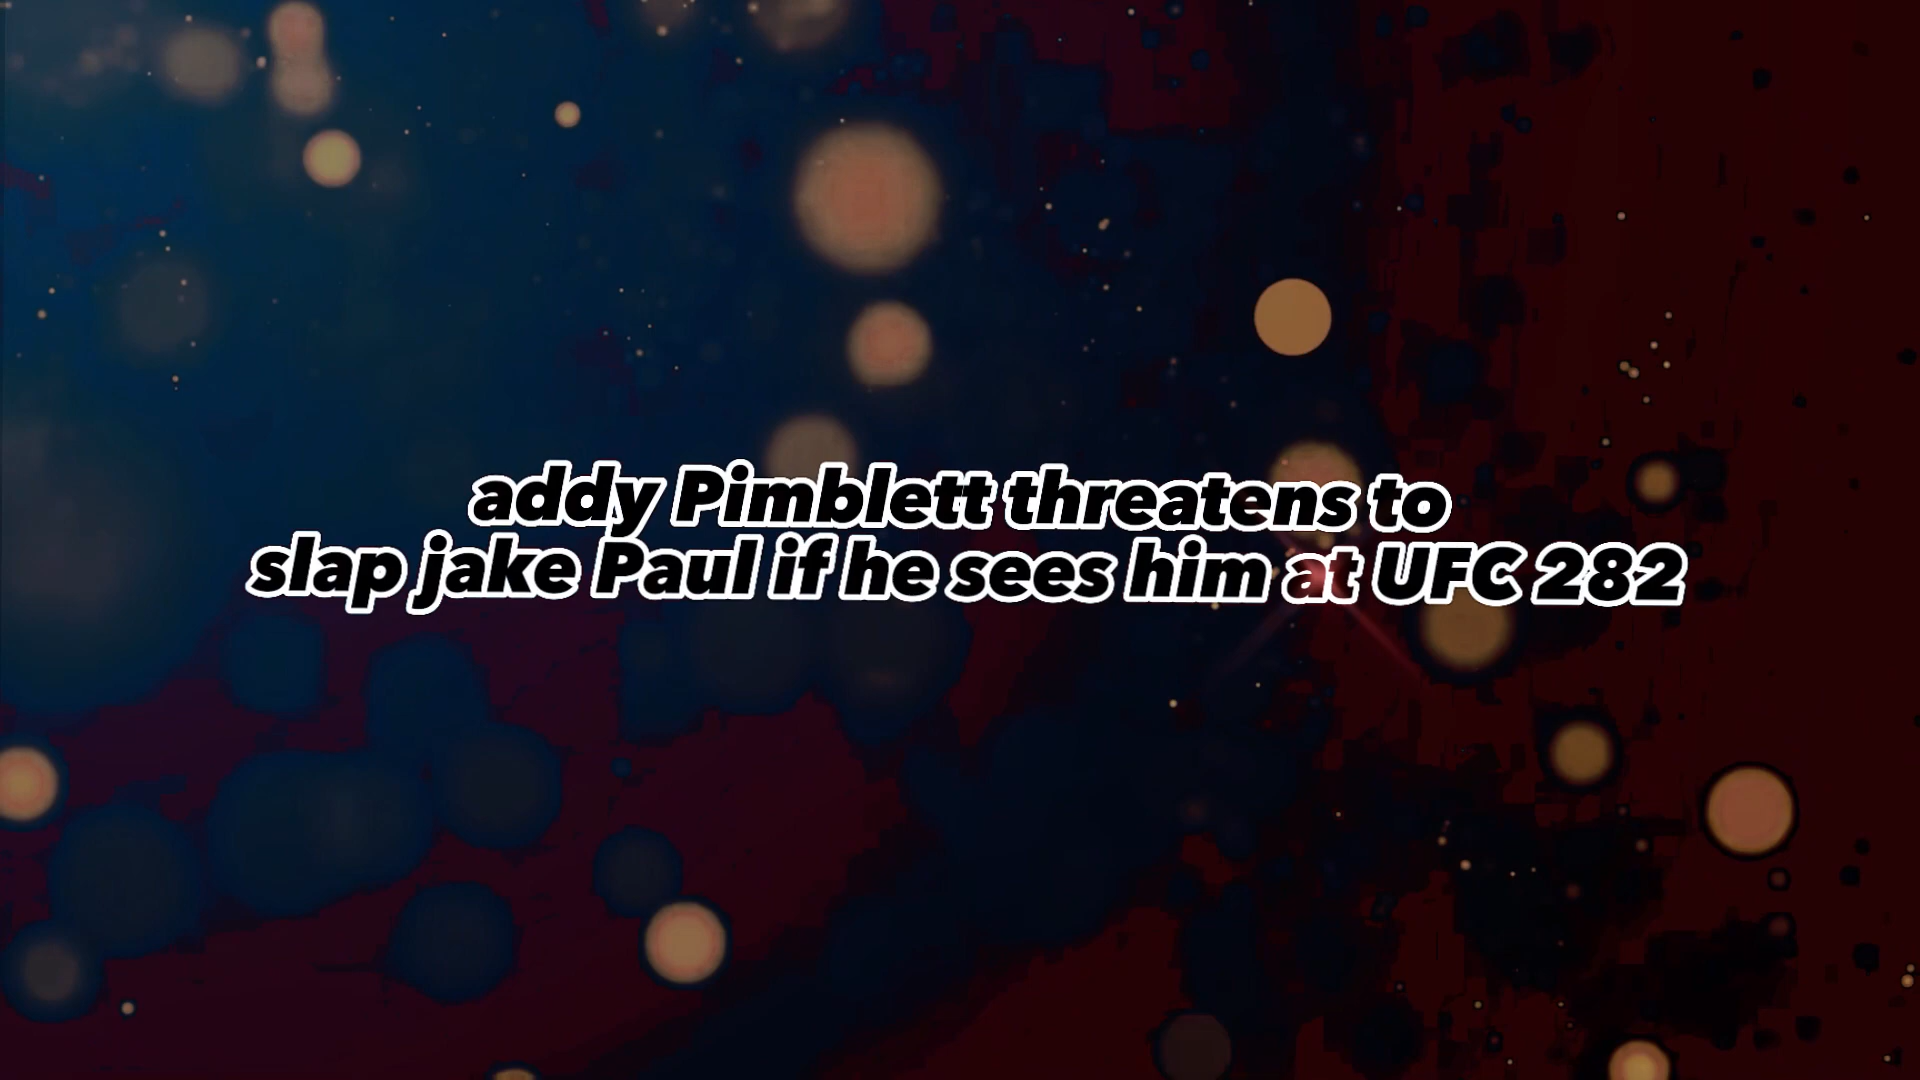 addy Pimblett threatens to
slap jake Paul if he sees him at UFC 282